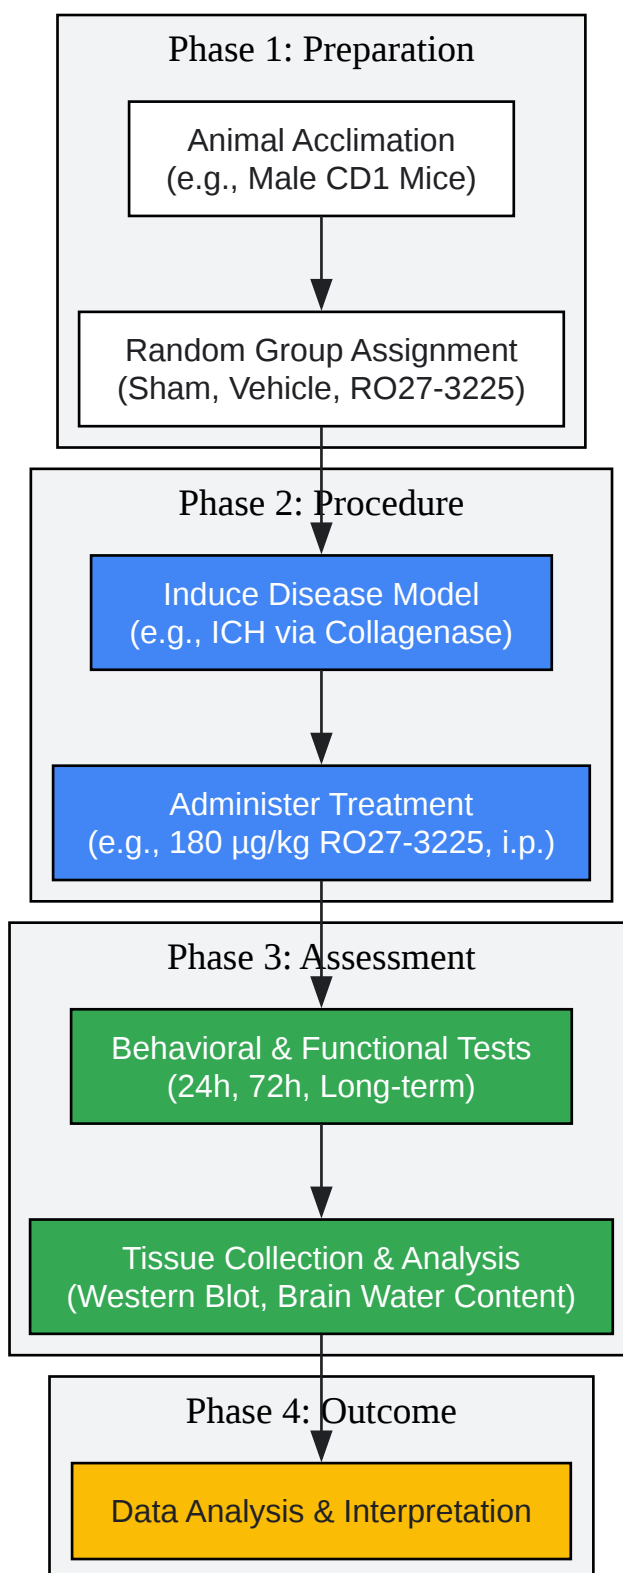 Phase 1: Preparation
Animal Acclimation
(e.g., Male CD1 Mice)
Random Group Assignment
(Sham, Vehicle, RO27-3225)
Phase 2: Procedure
Induce Disease Model
(e.g., ICH via Collagenase)
Administer Treatment
(e.g., 180 µg/kg RO27-3225, i.p.)
Phase 3: Assessment
Behavioral & Functional Tests
(24h, 72h, Long-term)
Tissue Collection & Analysis
(Western Blot, Brain Water Content)
Phase 4: Outcome
Data Analysis & Interpretation